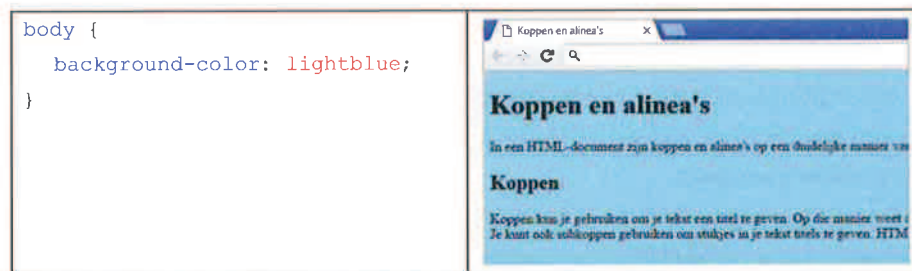 body {
background-color: lightblue;
}
Koppen en alinea's
Koppen en alinea's
In een HTML-document zijn koppen en alinea's op een duidelijke manier
Koppen
Koppen kun je gebruiken om je tekst een titel te geven. Op die manier weet
Je kunt ook subkoppen gebruiken om stukjes in je tekst titels te geven. HTM